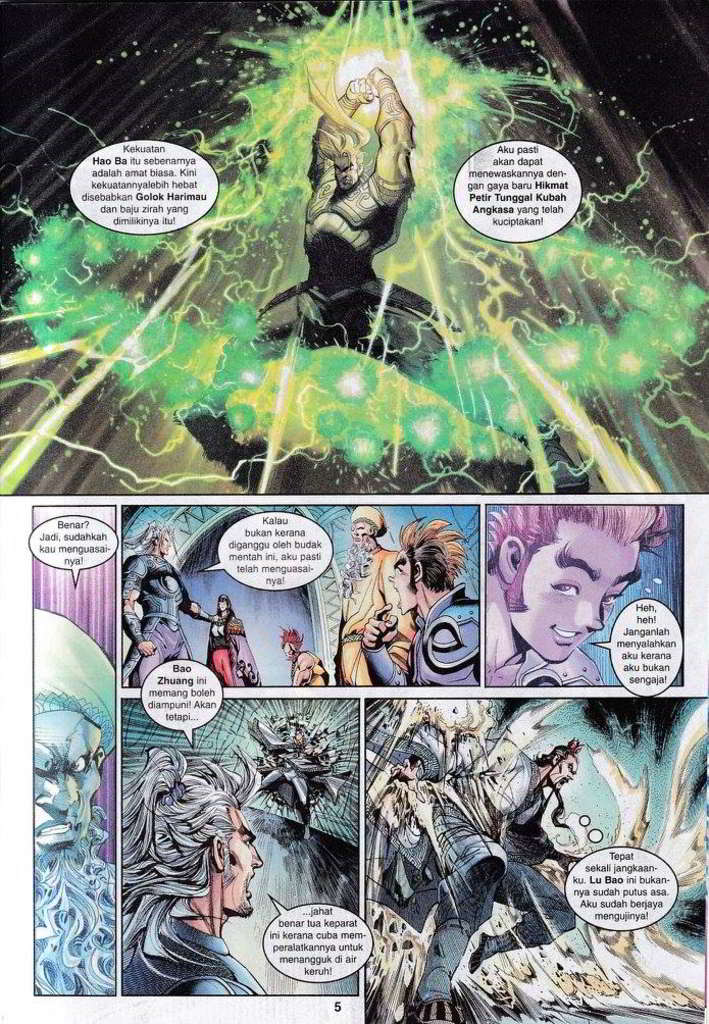 Kekuatan
Hao Ba itu sebenarnya
adalah amat biasa. Kini
kekuatannyalebih hebat
disebabkan Golok Harimau
dan baju zirah yang
dimilikinya itu!
Aku pasti
akan dapat
menewaskannya de-
ngan gaya baru Hikmat
Petir Tunggal Kubah
Angkasa yang telah
kuciptakan!
Benar?
Jadi, sudahkah
kau menguasai-
nya!
Kalau
bukan kerana
diganggu oleh budak
mentah ini, aku pasti
telah menguasai-
nya!
Heh,
heh!
Janganlah
menyalahkan
aku kerana
aku bukan
sengaja!
Bao
Zhuang ini
memang boleh
diampuni! Akan
tetapi...
...jahat
benar tua keparat
ini kerana cuba mem-
peralatkannya untuk
menangguk di air
keruh!
Tepat
sekali jangkaan-
ku. Lu Bao ini bukan-
nya sudah putus asa.
Aku sudah berjaya
mengujinya!
5